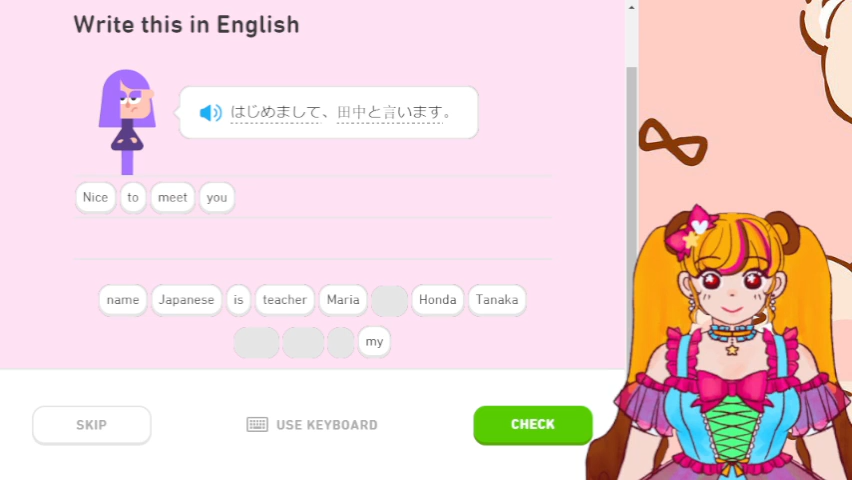 Write this in English
はじめまして、田中と言います。
Nice to meet you
name Japanese is teacher Maria Honda Tanaka
my
SKIP USE KEYBOARD CHECK